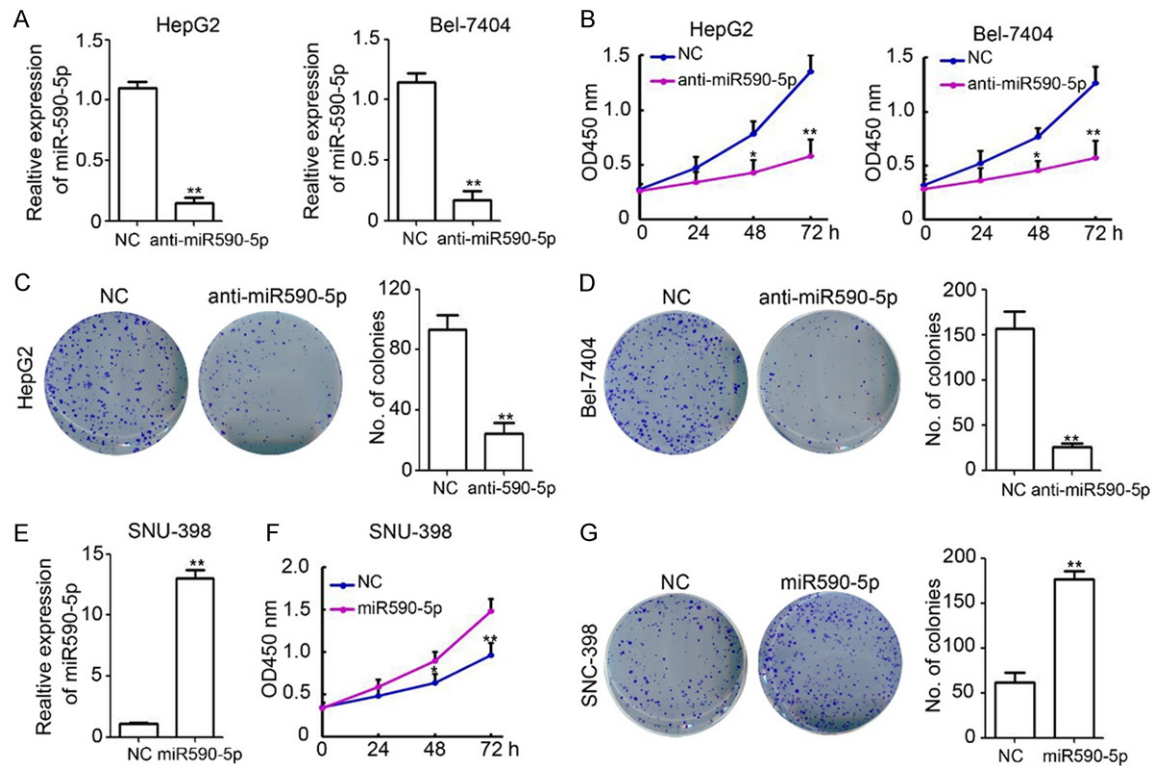 A
HepG2
Realtive expression
of miR-590-5p
1.5
1.0
0.5
0
**
NC anti-miR590-5p
Bel-7404
Realtive expression
of miR-590-5p
1.5
1.0
0.5
0
**
NC anti-miR590-5p
B
HepG2
NC
anti-miR590-5p
OD450 nm
1.5
1.0
0.5
0
*
**
0 24 48 72 h
Bel-7404
NC
anti-miR590-5p
OD450 nm
1.5
1.0
0.5
0
*
**
0 24 48 72 h
C
NC anti-miR590-5p
HepG2
No. of colonies
120
80
40
0
**
NC anti-590-5p
D
NC anti-miR590-5p
Bel-7404
No. of colonies
200
150
100
50
0
**
NC anti-miR590-5p
E
SNU-398
Realtive expression
of miR590-5p
15
10
5
0
**
NC miR590-5p
F
SNU-398
NC
miR590-5p
OD450 nm
2.0
1.5
1.0
0.5
0
*
**
0 24 48 72 h
G
NC miR590-5p
SNC-398
No. of colonies
200
150
100
50
0
**
NC miR590-5p